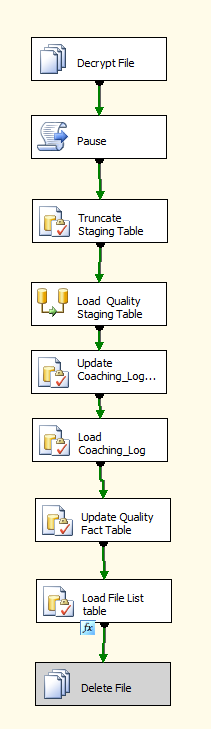 Decrypt File
Pause
Truncate
Staging Table
Load Quality
Staging Table
Update
Coaching_Log...
Load
Coaching_Log
Update Quality
Fact Table
Load File List
table
fx
Delete File